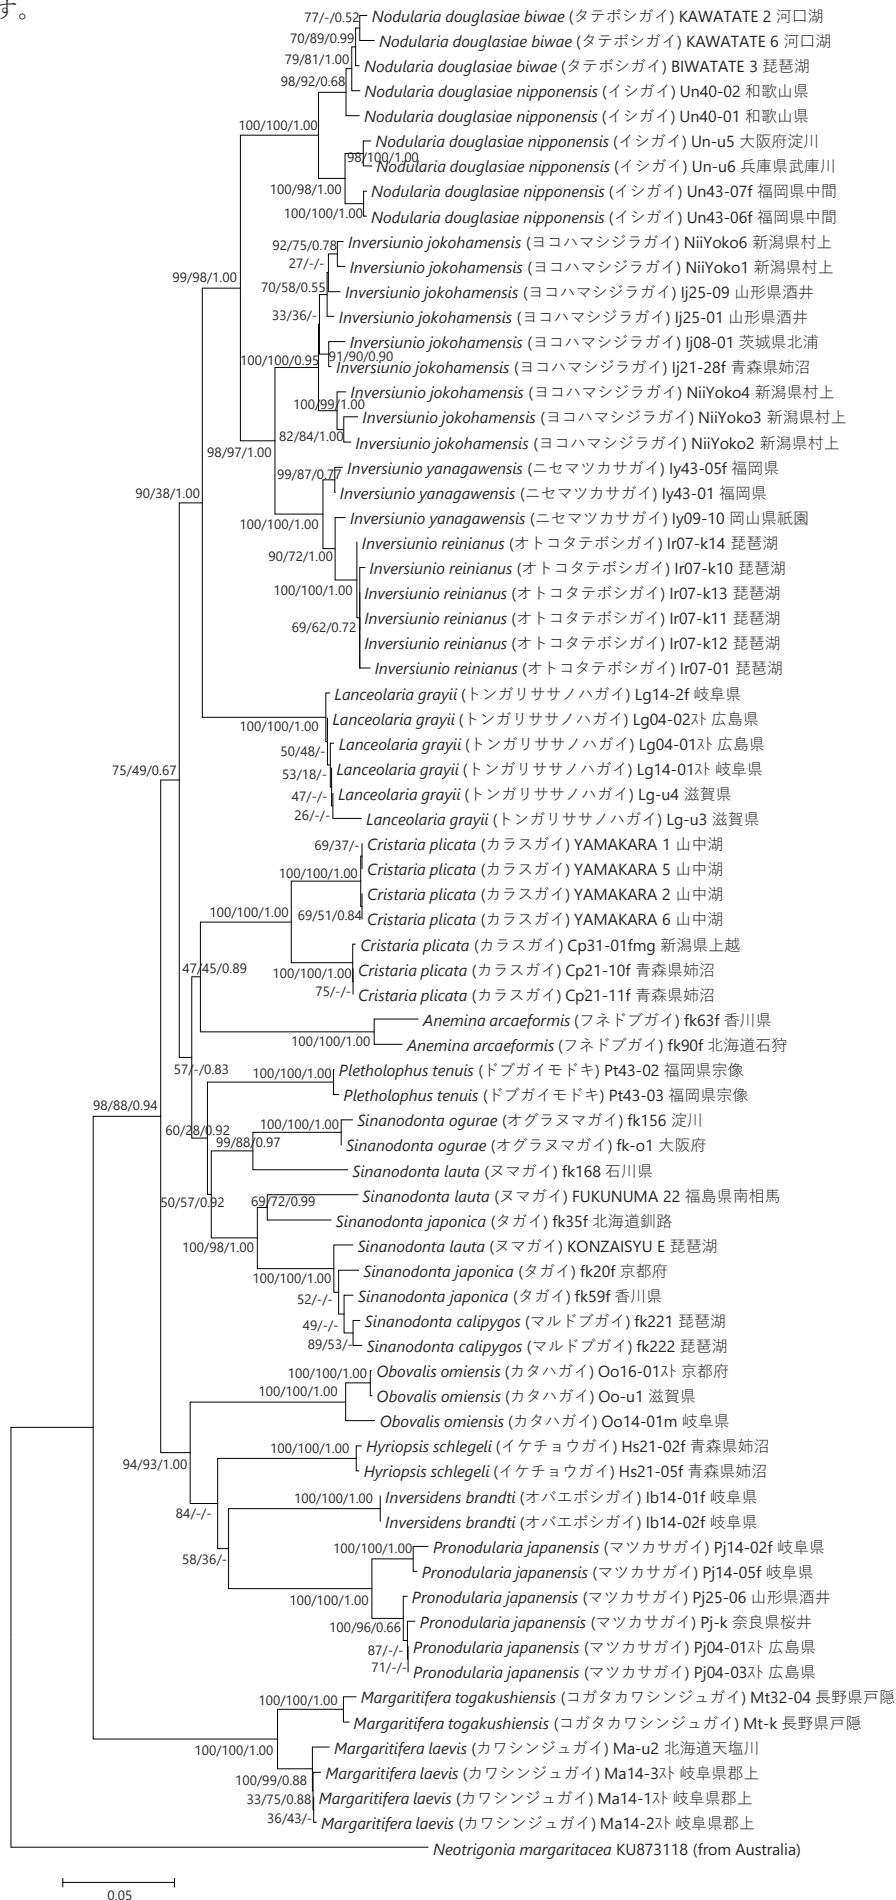 す。
77/-/0.52
Nodularia douglasiae biwae (タテボシガイ) KAWATATE 2 河口湖
70/89/0.99
Nodularia douglasiae biwae (タテボシガイ) KAWATATE 6 河口湖
79/81/1.00
Nodularia douglasiae biwae (タテボシガイ) BIWATATE 3 琵琶湖
98/92/0.68
Nodularia douglasiae nipponensis (イシガイ) Un40-02 和歌山県
Nodularia douglasiae nipponensis (イシガイ) Un40-01 和歌山県
100/100/1.00
Nodularia douglasiae nipponensis (イシガイ) Un-u5 大阪府淀川
98/100/1.00
Nodularia douglasiae nipponensis (イシガイ) Un-u6 兵庫県武庫川
100/98/1.00
Nodularia douglasiae nipponensis (イシガイ) Un43-07f 福岡県中間
100/100/1.00
Nodularia douglasiae nipponensis (イシガイ) Un43-06f 福岡県中間
92/75/0.78
Inversiunio jokohamensis (ヨコハマシジラガイ) NiiYoko6 新潟県村上
27/-/-
Inversiunio jokohamensis (ヨコハマシジラガイ) NiiYoko1 新潟県村上
99/98/1.00
70/58/0.55
Inversiunio jokohamensis (ヨコハマシジラガイ) Ij25-09 山形県酒井
33/36/-
Inversiunio jokohamensis (ヨコハマシジラガイ) Ij25-01 山形県酒井
Inversiunio jokohamensis (ヨコハマシジラガイ) Ij08-01 茨城県北浦
100/100/0.95
91/90/0.90
Inversiunio jokohamensis (ヨコハマシジラガイ) Ij21-28f 青森県姉沼
Inversiunio jokohamensis (ヨコハマシジラガイ) NiiYoko4 新潟県村上
100/99/1.00
Inversiunio jokohamensis (ヨコハマシジラガイ) NiiYoko3 新潟県村上
82/84/1.00
Inversiunio jokohamensis (ヨコハマシジラガイ) NiiYoko2 新潟県村上
98/97/1.00
Inversiunio yanagawensis (ニセマツカサガイ) Iy43-05f 福岡県
99/87/0.77
Inversiunio yanagawensis (ニセマツカサガイ) Iy43-01 福岡県
90/38/1.00
Inversiunio yanagawensis (ニセマツカサガイ) Iy09-10 岡山県祇園
100/100/1.00
Inversiunio reinianus (オトコタテボシガイ) Ir07-k14 琵琶湖
90/72/1.00
Inversiunio reinianus (オトコタテボシガイ) Ir07-k10 琵琶湖
100/100/1.00
Inversiunio reinianus (オトコタテボシガイ) Ir07-k13 琵琶湖
Inversiunio reinianus (オトコタテボシガイ) Ir07-k11 琵琶湖
69/62/0.72
Inversiunio reinianus (オトコタテボシガイ) Ir07-k12 琵琶湖
Inversiunio reinianus (オトコタテボシガイ) Ir07-01 琵琶湖
Lanceolaria grayii (トンガリササノハガイ) Lg14-2f 岐阜県
100/100/1.00
Lanceolaria grayii (トンガリササノハガイ) Lg04-02ｽﾄ 広島県
50/48/-
Lanceolaria grayii (トンガリササノハガイ) Lg04-01ｽﾄ 広島県
75/49/0.67
53/18/-
Lanceolaria grayii (トンガリササノハガイ) Lg14-01ｽﾄ 岐阜県
47/-/-
Lanceolaria grayii (トンガリササノハガイ) Lg-u4 滋賀県
26/-/-
Lanceolaria grayii (トンガリササノハガイ) Lg-u3 滋賀県
69/37/-
Cristaria plicata (カラスガイ) YAMAKARA 1 山中湖
100/100/1.00
Cristaria plicata (カラスガイ) YAMAKARA 5 山中湖
Cristaria plicata (カラスガイ) YAMAKARA 2 山中湖
100/100/1.00
69/51/0.84
Cristaria plicata (カラスガイ) YAMAKARA 6 山中湖
Cristaria plicata (カラスガイ) Cp31-01fmg 新潟県上越
47/45/0.89
100/100/1.00
Cristaria plicata (カラスガイ) Cp21-10f 青森県姉沼
75/-/-
Cristaria plicata (カラスガイ) Cp21-11f 青森県姉沼
Anemina arcaeformis (フネドブガイ) fk63f 香川県
100/100/1.00
Anemina arcaeformis (フネドブガイ) fk90f 北海道石狩
57/-/0.83
100/100/1.00
Pletholophus tenuis (ドブガイモドキ) Pt43-02 福岡県宗像
Pletholophus tenuis (ドブガイモドキ) Pt43-03 福岡県宗像
98/88/0.94
100/100/1.00
Sinanodonta ogurae (オグラヌマガイ) fk156 淀川
60/28/0.92
99/88/0.97
Sinanodonta ogurae (オグラヌマガイ) fk-o1 大阪府
Sinanodonta lauta (ヌマガイ) fk168 石川県
50/57/0.92
69/72/0.99
Sinanodonta lauta (ヌマガイ) FUKUNUMA 22 福島県南相馬
Sinanodonta japonica (タガイ) fk35f 北海道釧路
100/98/1.00
Sinanodonta lauta (ヌマガイ) KONZAISYU E 琵琶湖
100/100/1.00
Sinanodonta japonica (タガイ) fk20f 京都府
52/-/-
Sinanodonta japonica (タガイ) fk59f 香川県
49/-/-
Sinanodonta calipygos (マルドブガイ) fk221 琵琶湖
89/53/-
Sinanodonta calipygos (マルドブガイ) fk222 琵琶湖
100/100/1.00
Obovalis omiensis (カタハガイ) Oo16-01ｽﾄ 京都府
100/100/1.00
Obovalis omiensis (カタハガイ) Oo-u1 滋賀県
Obovalis omiensis (カタハガイ) Oo14-01m 岐阜県
94/93/1.00
100/100/1.00
Hyriopsis schlegeli (イケチョウガイ) Hs21-02f 青森県姉沼
Hyriopsis schlegeli (イケチョウガイ) Hs21-05f 青森県姉沼
84/-/-
100/100/1.00
Inversidens brandti (オバエボシガイ) Ib14-01f 岐阜県
Inversidens brandti (オバエボシガイ) Ib14-02f 岐阜県
58/36/-
100/100/1.00
Pronodularia japanensis (マツカサガイ) Pj14-02f 岐阜県
Pronodularia japanensis (マツカサガイ) Pj14-05f 岐阜県
100/100/1.00
Pronodularia japanensis (マツカサガイ) Pj25-06 山形県酒井
100/96/0.66
Pronodularia japanensis (マツカサガイ) Pj-k 奈良県桜井
87/-/-
Pronodularia japanensis (マツカサガイ) Pj04-01ｽﾄ 広島県
71/-/-
Pronodularia japanensis (マツカサガイ) Pj04-03ｽﾄ 広島県
100/100/1.00
Margaritifera togakushiensis (コガタカワシンジュガイ) Mt32-04 長野県戸隠
Margaritifera togakushiensis (コガタカワシンジュガイ) Mt-k 長野県戸隠
100/100/1.00
Margaritifera laevis (カワシンジュガイ) Ma-u2 北海道天塩川
100/99/0.88
Margaritifera laevis (カワシンジュガイ) Ma14-3ｽﾄ 岐阜県郡上
33/75/0.88
Margaritifera laevis (カワシンジュガイ) Ma14-1ｽﾄ 岐阜県郡上
36/43/-
Margaritifera laevis (カワシンジュガイ) Ma14-2ｽﾄ 岐阜県郡上
Neotrigonia margaritacea KU873118 (from Australia)
0.05